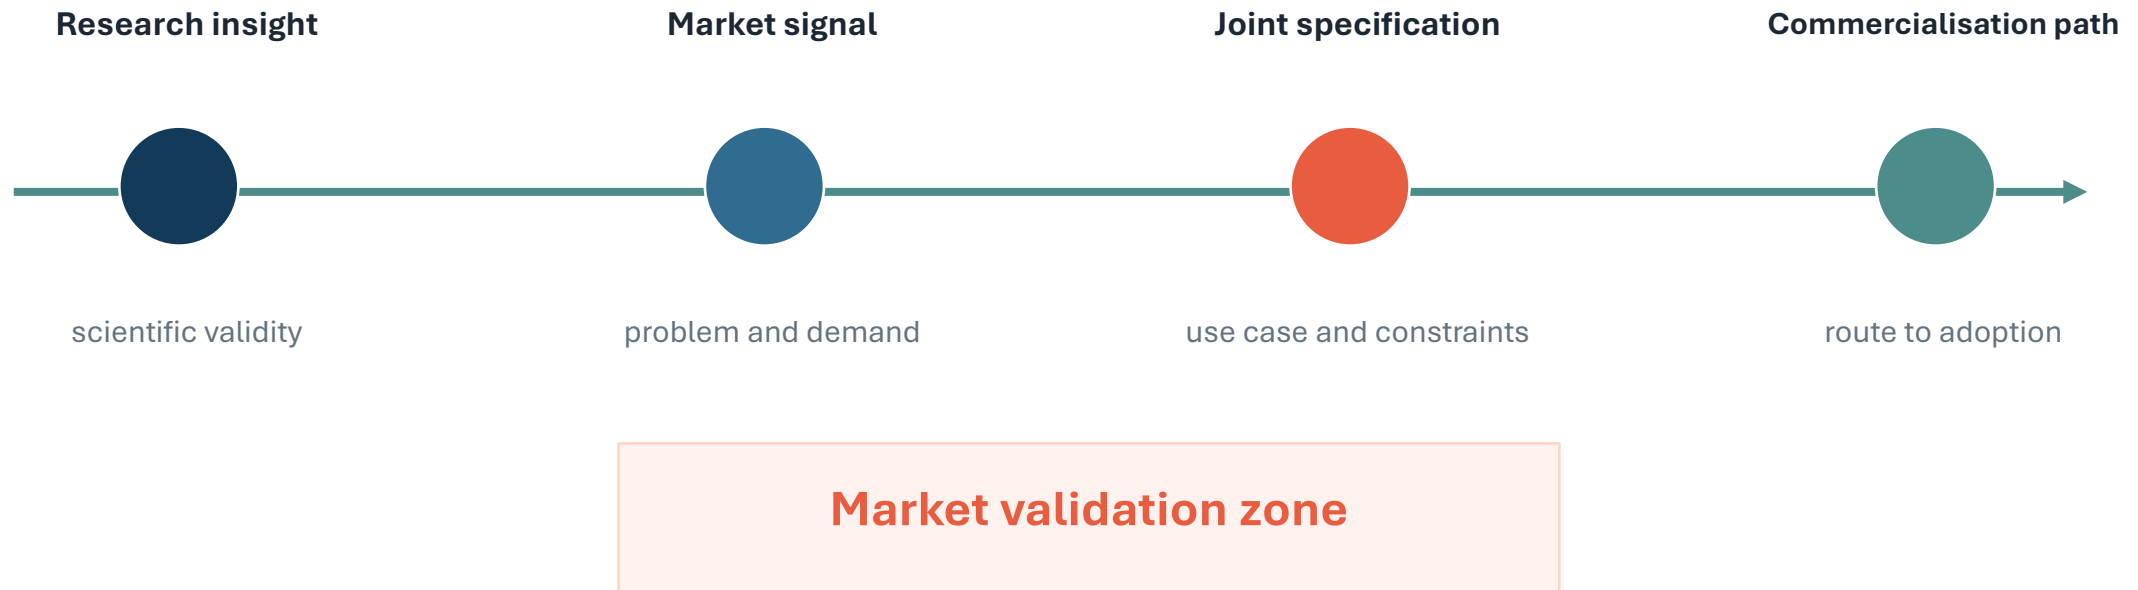 Research insight
Market signal
Joint specification
Commercialisation path
scientific validity
problem and demand
use case and constraints
route to adoption
Market validation zone